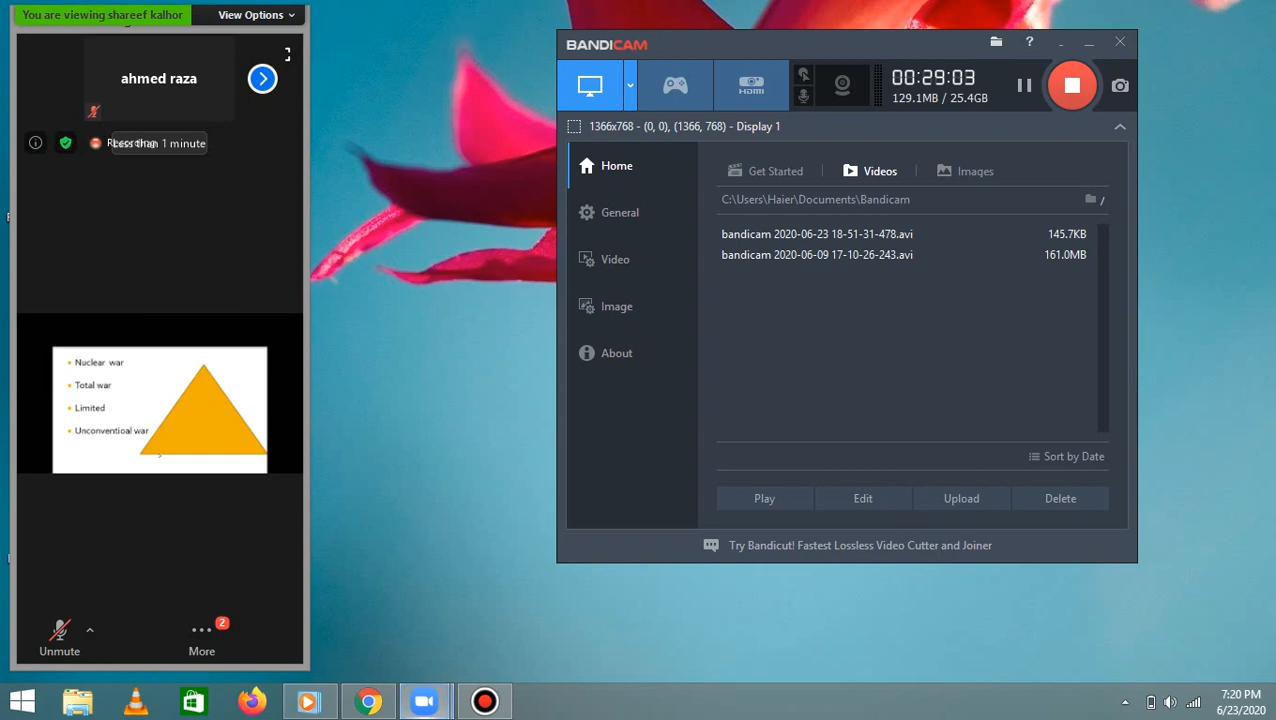 You are viewing shareef kalhor
View Options
ahmed raza
Less than 1 minute
Nuclear war
Total war
Limited
Unconventioal war
Unmute
2
More
BANDICAM
?
HDMI
00:29:03
129.1MB / 25.4GB
1366x768 - (0, 0), (1366, 768) - Display 1
Home
General
Video
Image
About
Get Started
Videos
Images
C:\Users\Haier\Documents\Bandicam
/
bandicam 2020-06-23 18-51-31-478.avi 145.7KB
bandicam 2020-06-09 17-10-26-243.avi 161.0MB
Sort by Date
Play Edit Upload Delete
Try Bandicut! Fastest Lossless Video Cutter and Joiner
7:20 PM
6/23/2020